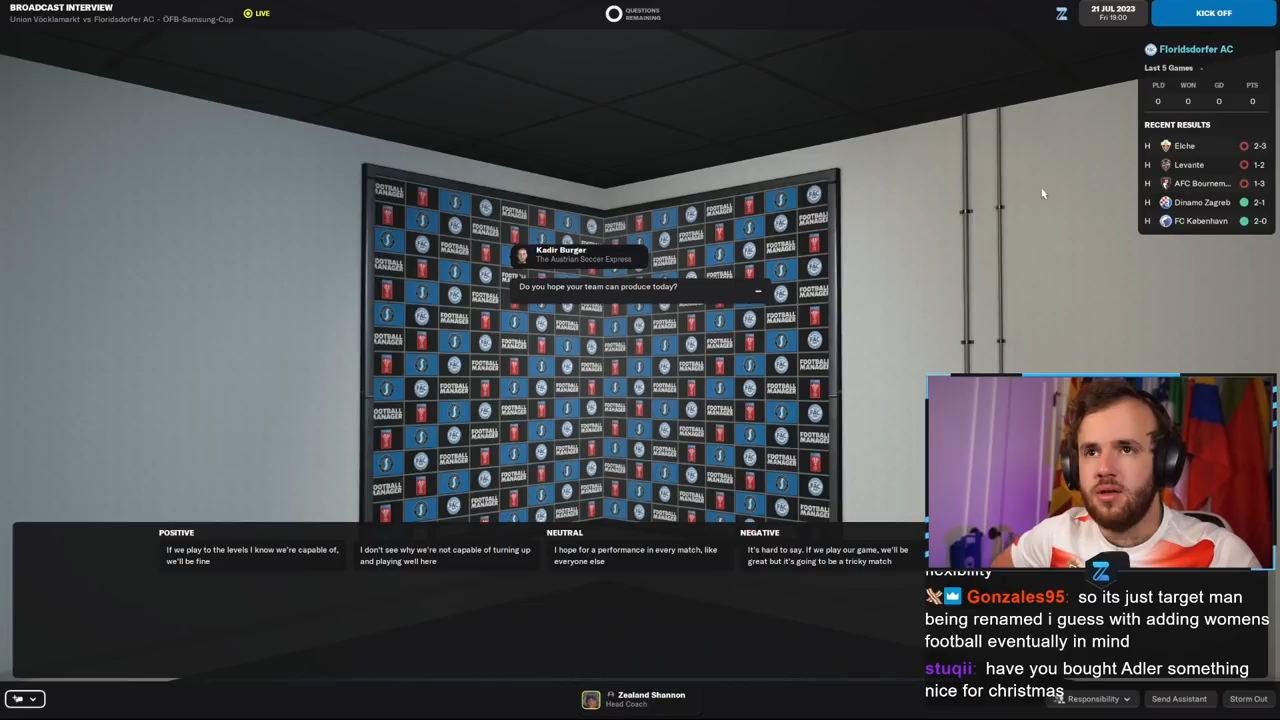 BROADCAST INTERVIEW
Union Vöcklamarkt vs Floridsdorfer AC - ÖFB-Samsung-Cup
LIVE
QUESTIONS
REMAINING
21 JUL 2023
Fri 19:00
KICK OFF
Floridsdorfer AC
Last 5 Games
PLD WON GD PTS
0 0 0 0
RECENT RESULTS
H Elche 2-3
H Levante 1-2
H AFC Bournem... 1-3
H Dinamo Zagreb 2-1
H FC København 2-0
Kadir Burger
The Austrian Soccer Express
Do you hope your team can produce today?
FOOTBALL
MANAGER
POSITIVE
NEUTRAL
NEGATIVE
If we play to the levels I know we're capable of,
we'll be fine
I don't see why we're not capable of turning up
and playing well here
I hope for a performance in every match, like
everyone else
It's hard to say. If we play our game, we'll be
great but it's going to be a tricky match
flexibility
Gonzales95: so its just target man
being renamed i guess with adding womens
football eventually in mind
stuqii: have you bought Adler something
nice for christmas
Zealand Shannon
Head Coach
Responsibility
Send Assistant
Storm Out